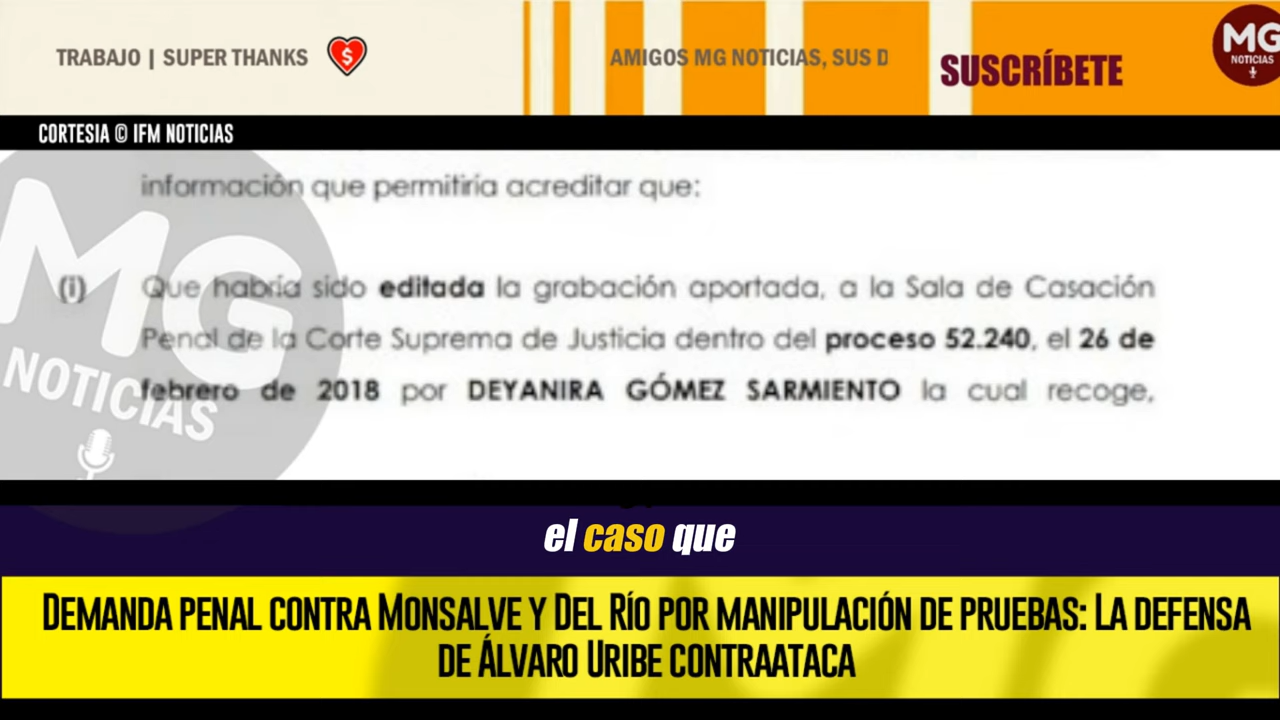 TRABAJO | SUPER THANKS
$
AMIGOS MG NOTICIAS, SUS D
SUSCRÍBETE
MG
NOTICIAS
CORTESIA © IFM NOTICIAS
información que permitiría acreditar que:
(i) Que habría sido editada la grabación aportada, a la Sala de Casación
Penal de la Corte Suprema de Justicia dentro del proceso 52.240, el 26 de
febrero de 2018 por DEYANIRA GÓMEZ SARMIENTO la cual recoge,
MG
NOTICIAS
el caso que
DEMANDA PENAL CONTRA MONSALVE Y DEL RÍO POR MANIPULACIÓN DE PRUEBAS: LA DEFENSA
DE ÁLVARO URIBE CONTRAATACA